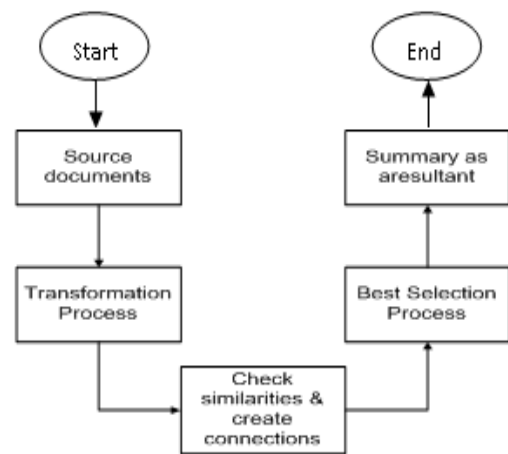 Start
Source
documents
Transformation
Process
Check
similarities &
create
connections
Best Selection
Process
Summary as
aresultant
End